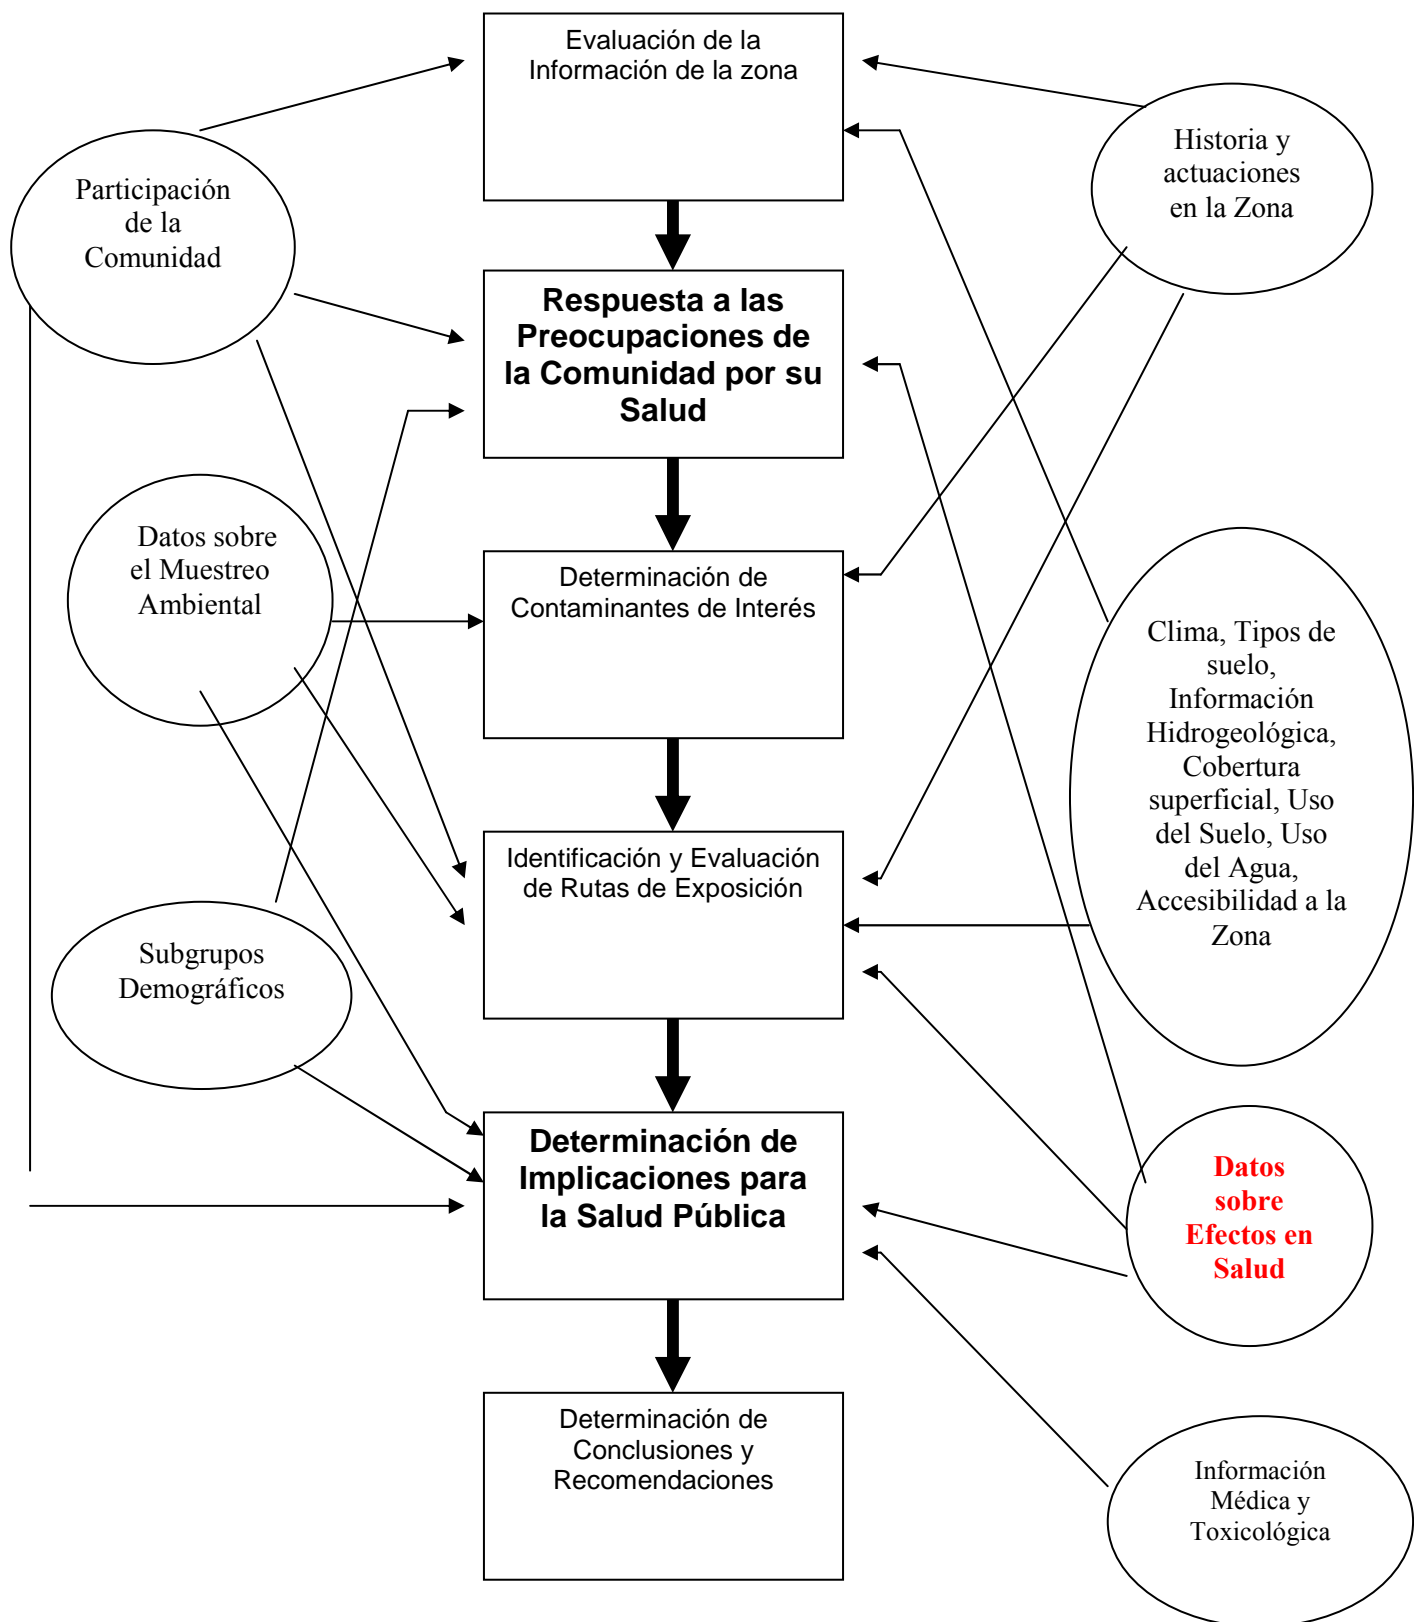 Evaluación de la
Información de la zona
Historia y
actuaciones
en la Zona
Participación
de la
Comunidad
Respuesta a las
Preocupaciones de
la Comunidad por su
Salud
Datos sobre
el Muestreo
Ambiental
Determinación de
Contaminantes de Interés
Clima, Tipos de
suelo,
Información
Hidrogeológica,
Cobertura
superficial, Uso
del Suelo, Uso
del Agua,
Accesibilidad a la
Zona
Identificación y Evaluación
de Rutas de Exposición
Subgrupos
Demográficos
Determinación de
Implicaciones para
la Salud Pública
Datos
sobre
Efectos en
Salud
Determinación de
Conclusiones y
Recomendaciones
Información
Médica y
Toxicológica